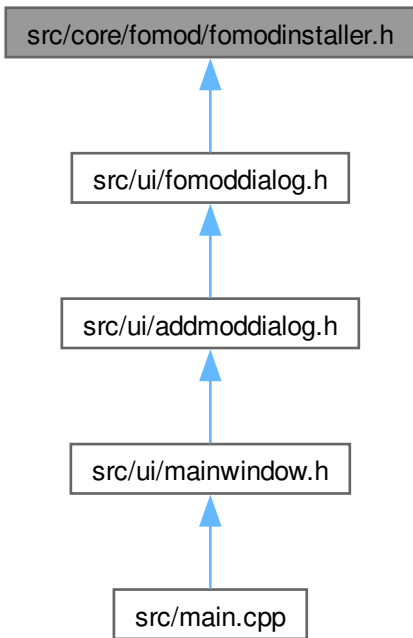 src/core/fomod/fomodinstaller.h
src/ui/fomoddialog.h
src/ui/addmoddialog.h
src/ui/mainwindow.h
src/main.cpp